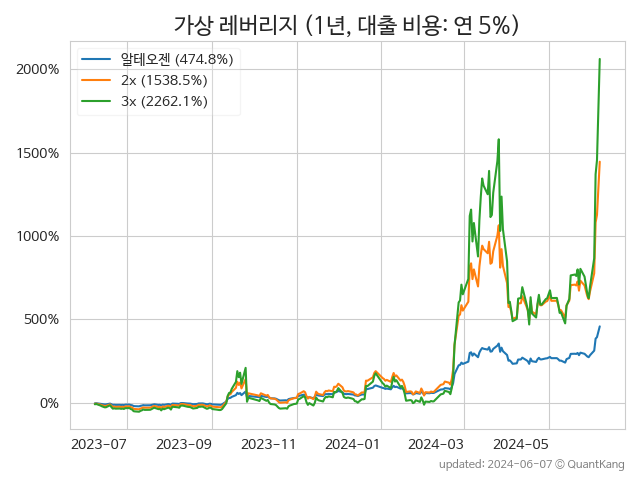 가상 레버리지 (1년, 대출 비용: 연 5%)
알테오젠 (474.8%)
2x (1538.5%)
3x (2262.1%)
2000%
1500%
1000%
500%
0%
2023-07 2023-09 2023-11 2024-01 2024-03 2024-05
updated: 2024-06-07 © QuantKang